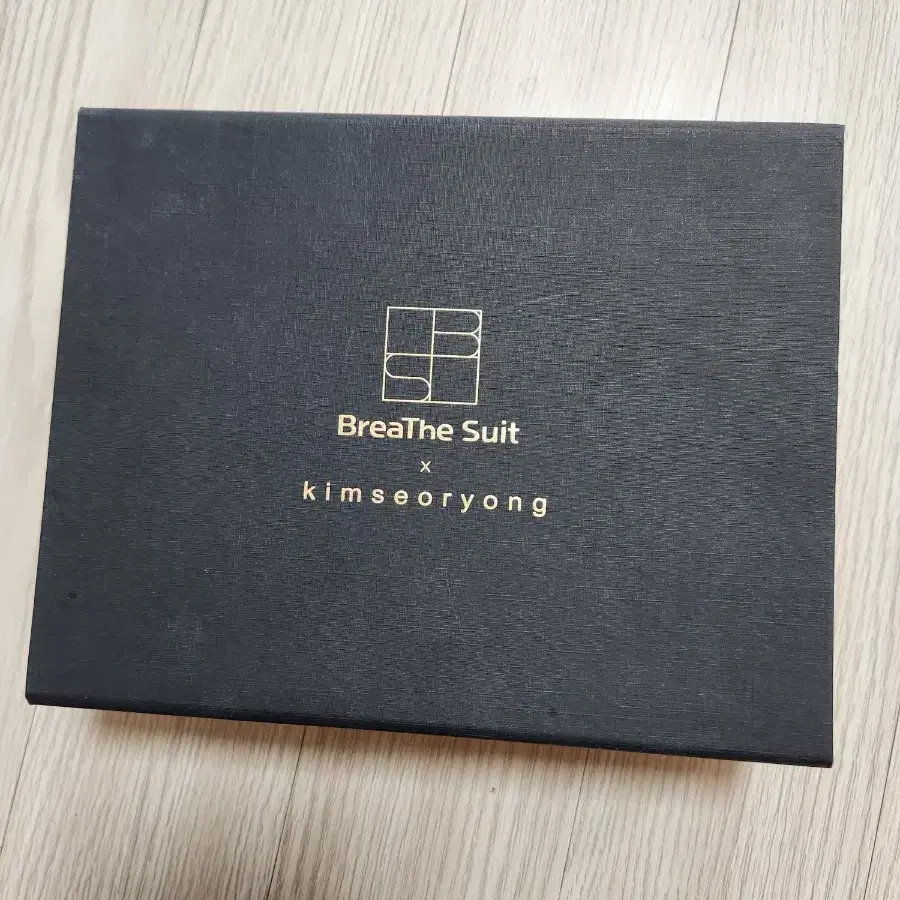 BreaThe Suit
x
kimseoryong